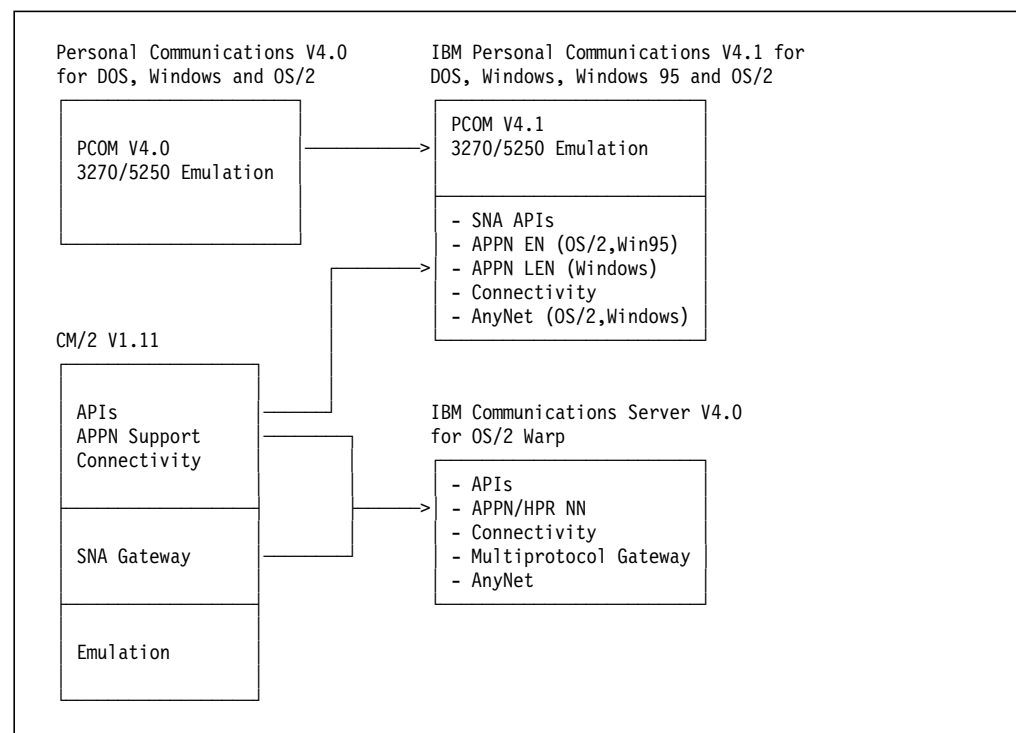 Personal Communications V4.0
for DOS, Windows and OS/2
PCOM V4.0
3270/5250 Emulation
IBM Personal Communications V4.1 for
DOS, Windows, Windows 95 and OS/2
PCOM V4.1
3270/5250 Emulation
- SNA APIs
- APPN EN (OS/2,Win95)
- APPN LEN (Windows)
- Connectivity
- AnyNet (OS/2,Windows)
CM/2 V1.11
APIs
APPN Support
Connectivity
SNA Gateway
Emulation
IBM Communications Server V4.0
for OS/2 Warp
- APIs
- APPN/HPR NN
- Connectivity
- Multiprotocol Gateway
- AnyNet